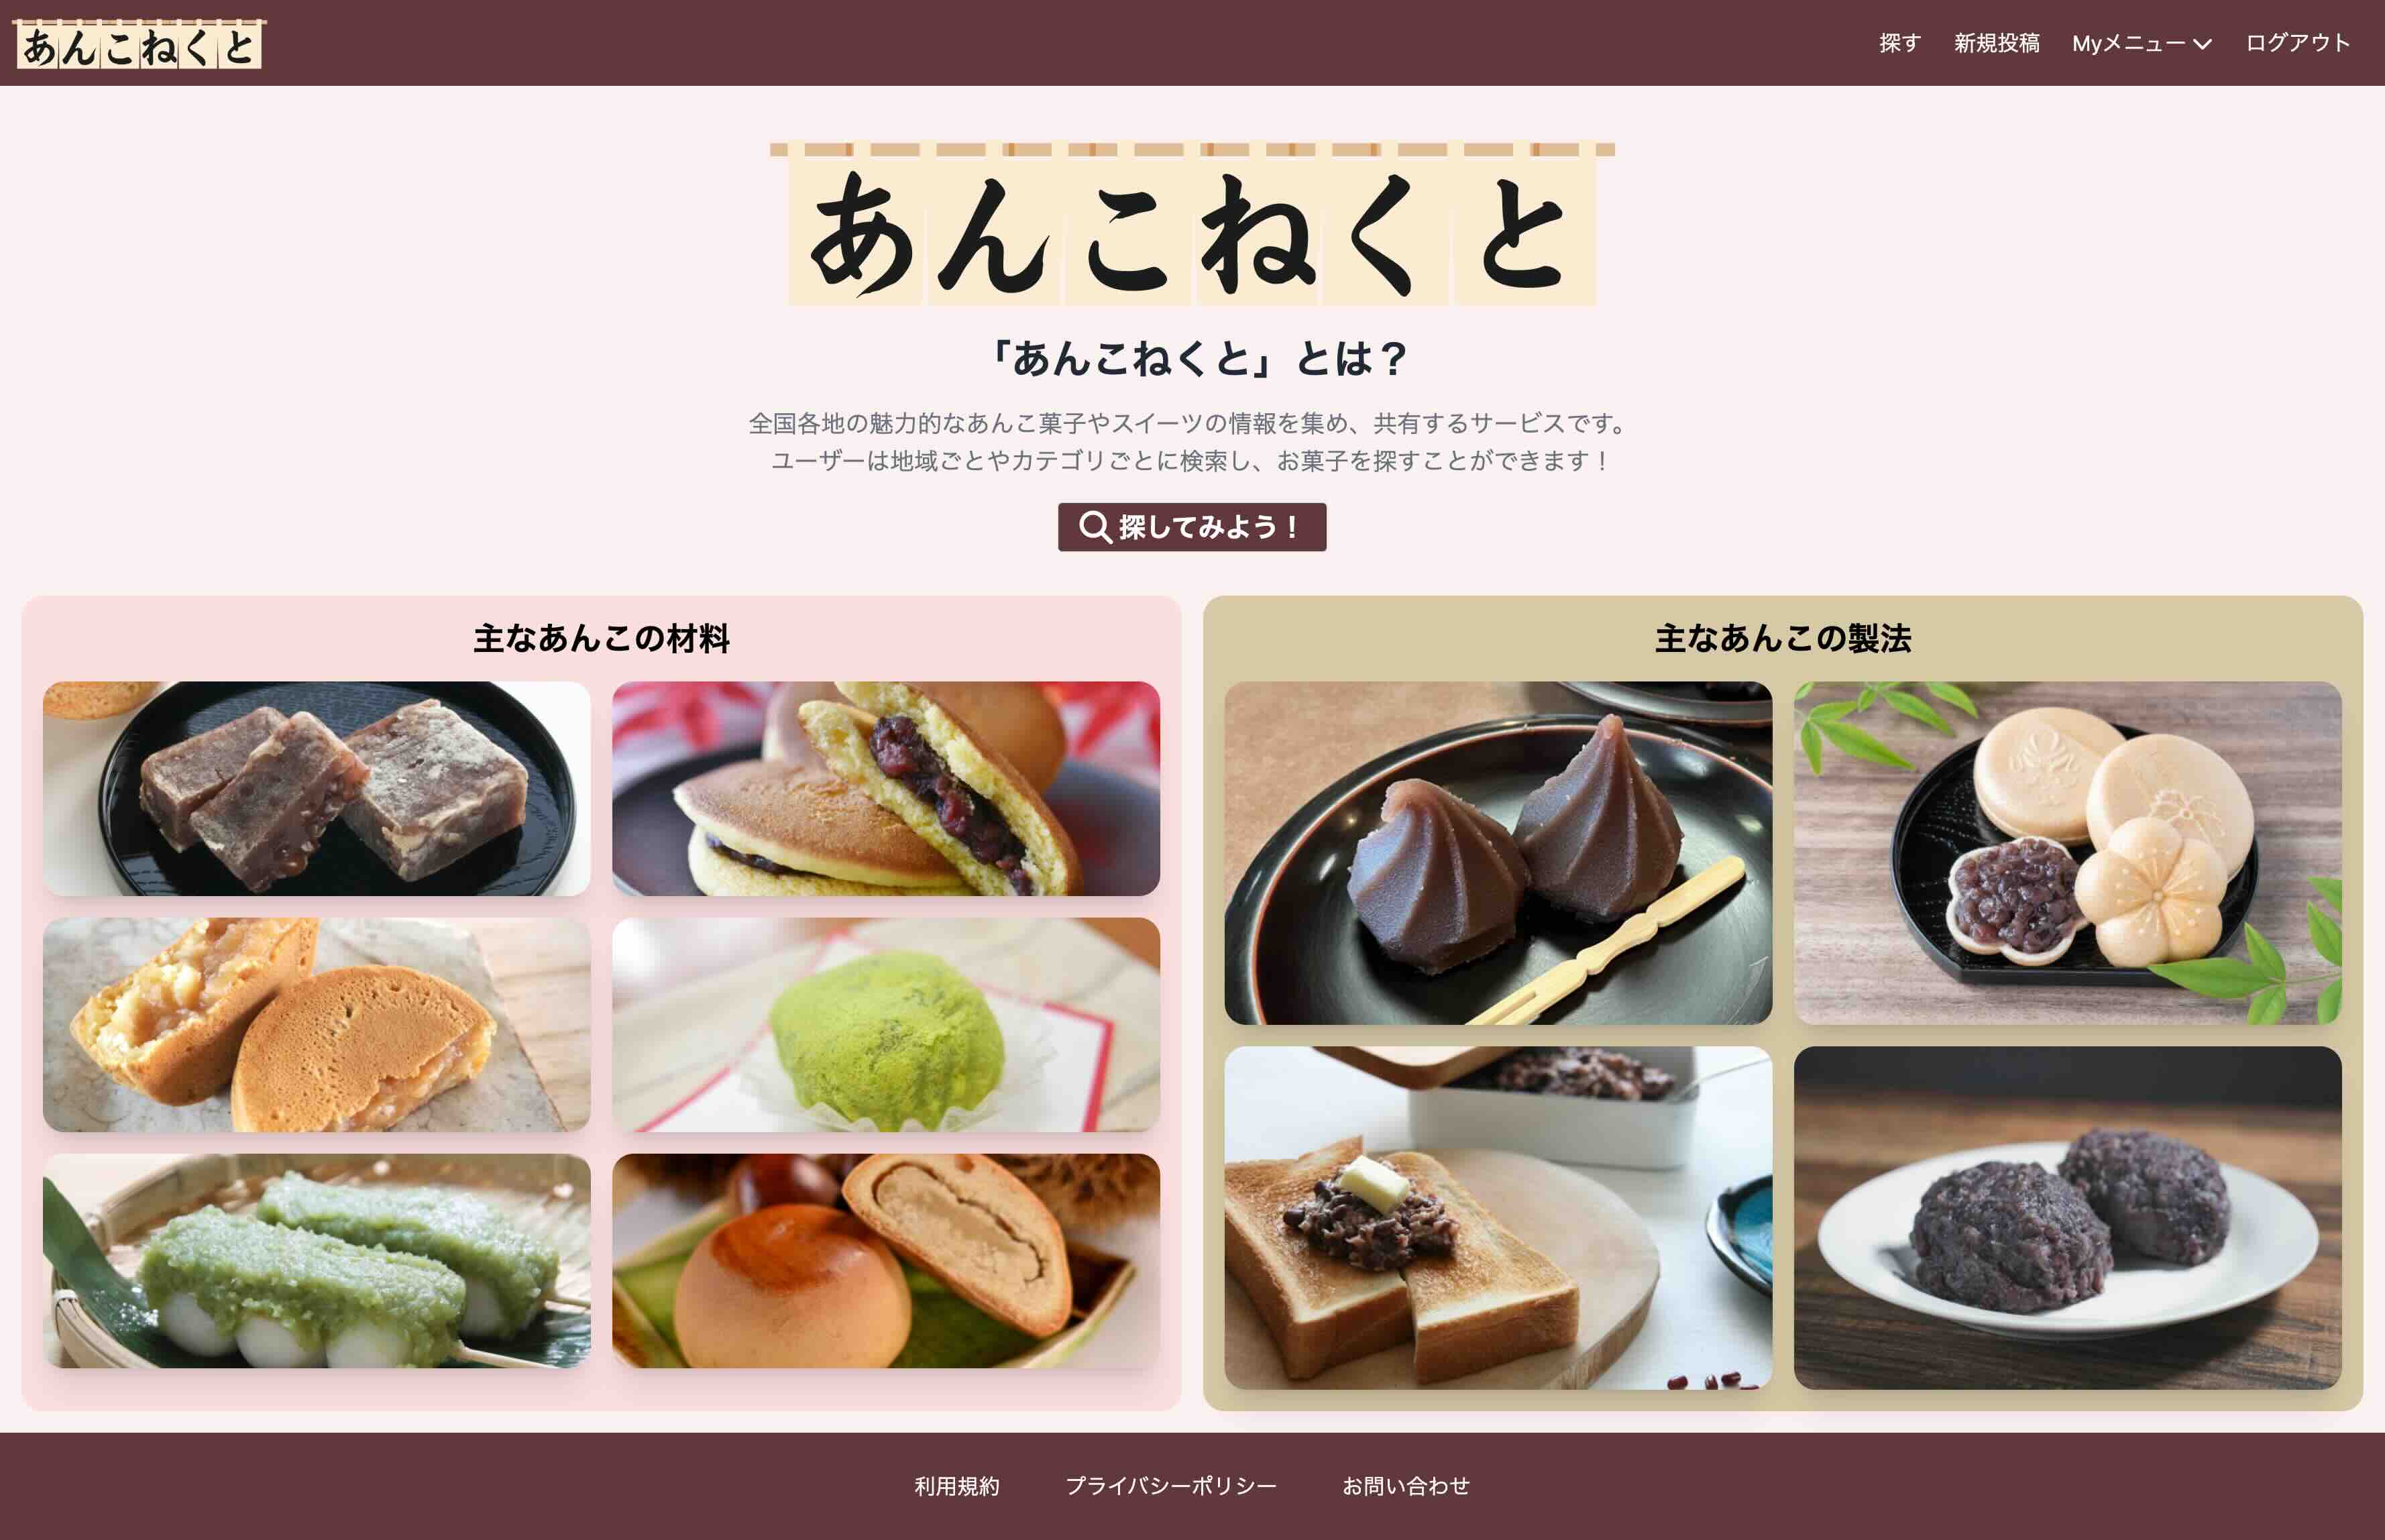 あんこねくと
探す 新規投稿 Myメニュー ログアウト
あんこねくと
「あんこねくと」とは？
全国各地の魅力的なあんこ菓子やスイーツの情報を集め、共有するサービスです。
ユーザーは地域ごとやカテゴリごとに検索し、お菓子を探すことができます！
探してみよう！
主なあんこの材料
主なあんこの製法
利用規約 プライバシーポリシー お問い合わせ